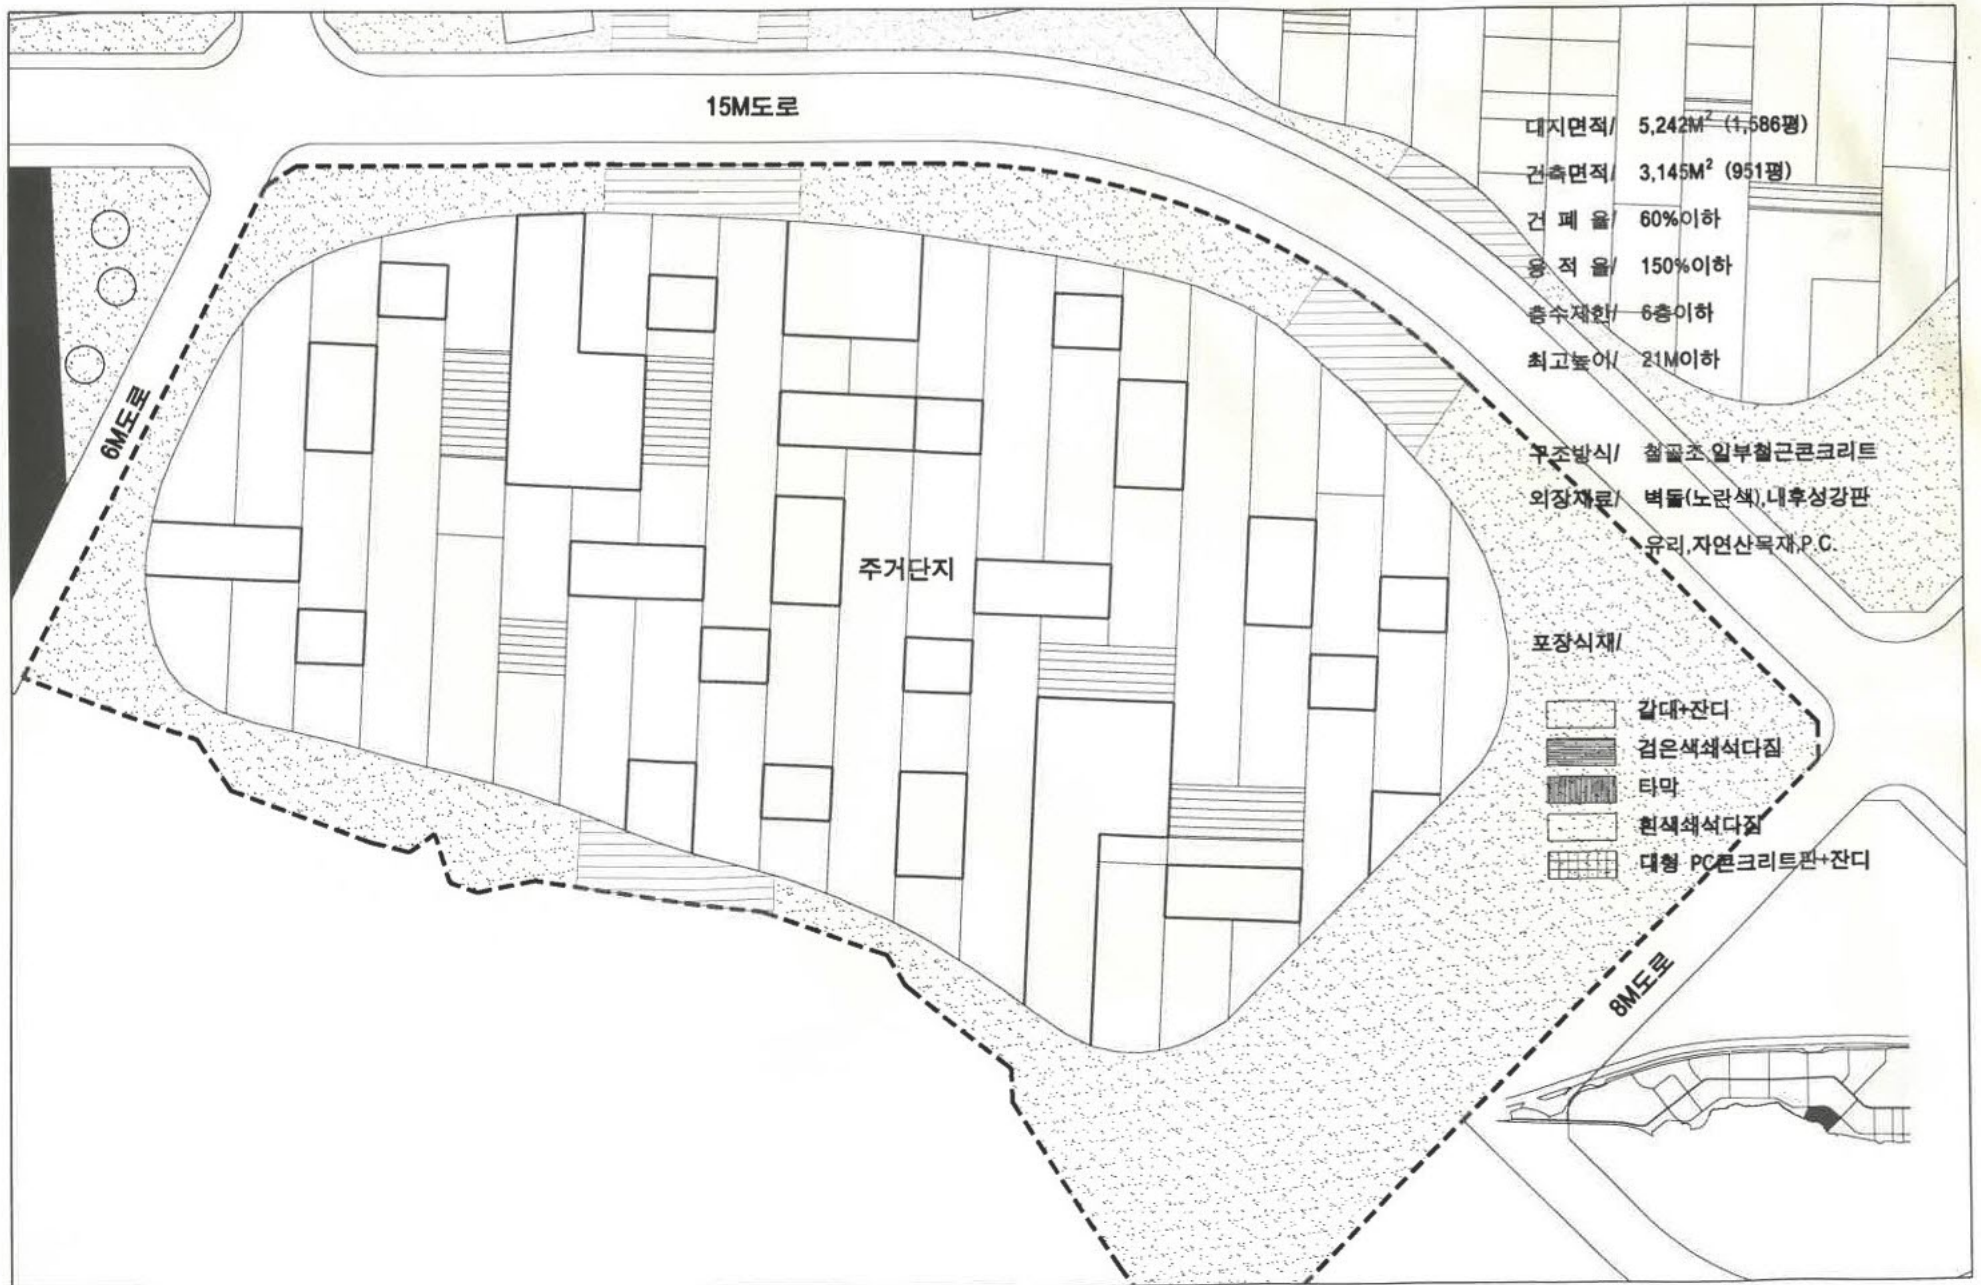 15M도로
대지면적/ 5,242M² (1,586평)
건축면적/ 3,145M² (951평)
건 폐 율/ 60%이하
용 적 율/ 150%이하
층수제한/ 6층이하
최고높이/ 21M이하
6M도로
구조방식/ 철골조,일부철근콘크리트
외장재료/ 벽돌(노란색),내후성강판
유리,자연산목재,P.C.
주거단지
포장식재/
갈대+잔디
검은색쇄석다짐
타막
흰색쇄석다짐
대형 PC콘크리트판+잔디
8M도로